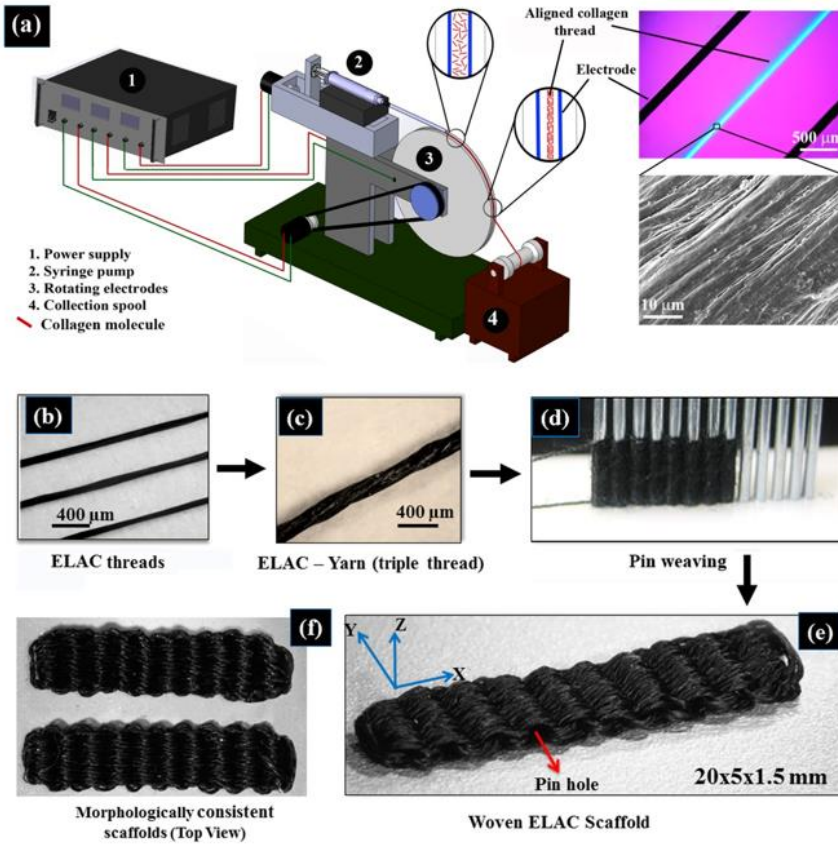 (a)
1
2
3
4
Aligned collagen
thread
Electrode
500 µm
10 µm
1. Power supply
2. Syringe pump
3. Rotating electrodes
4. Collection spool
Collagen molecule
(b)
400 µm
ELAC threads
(c)
400 µm
ELAC – Yarn (triple thread)
(d)
Pin weaving
(f)
Morphologically consistent
scaffolds (Top View)
(e)
Y
Z
X
Pin hole
20x5x1.5 mm
Woven ELAC Scaffold